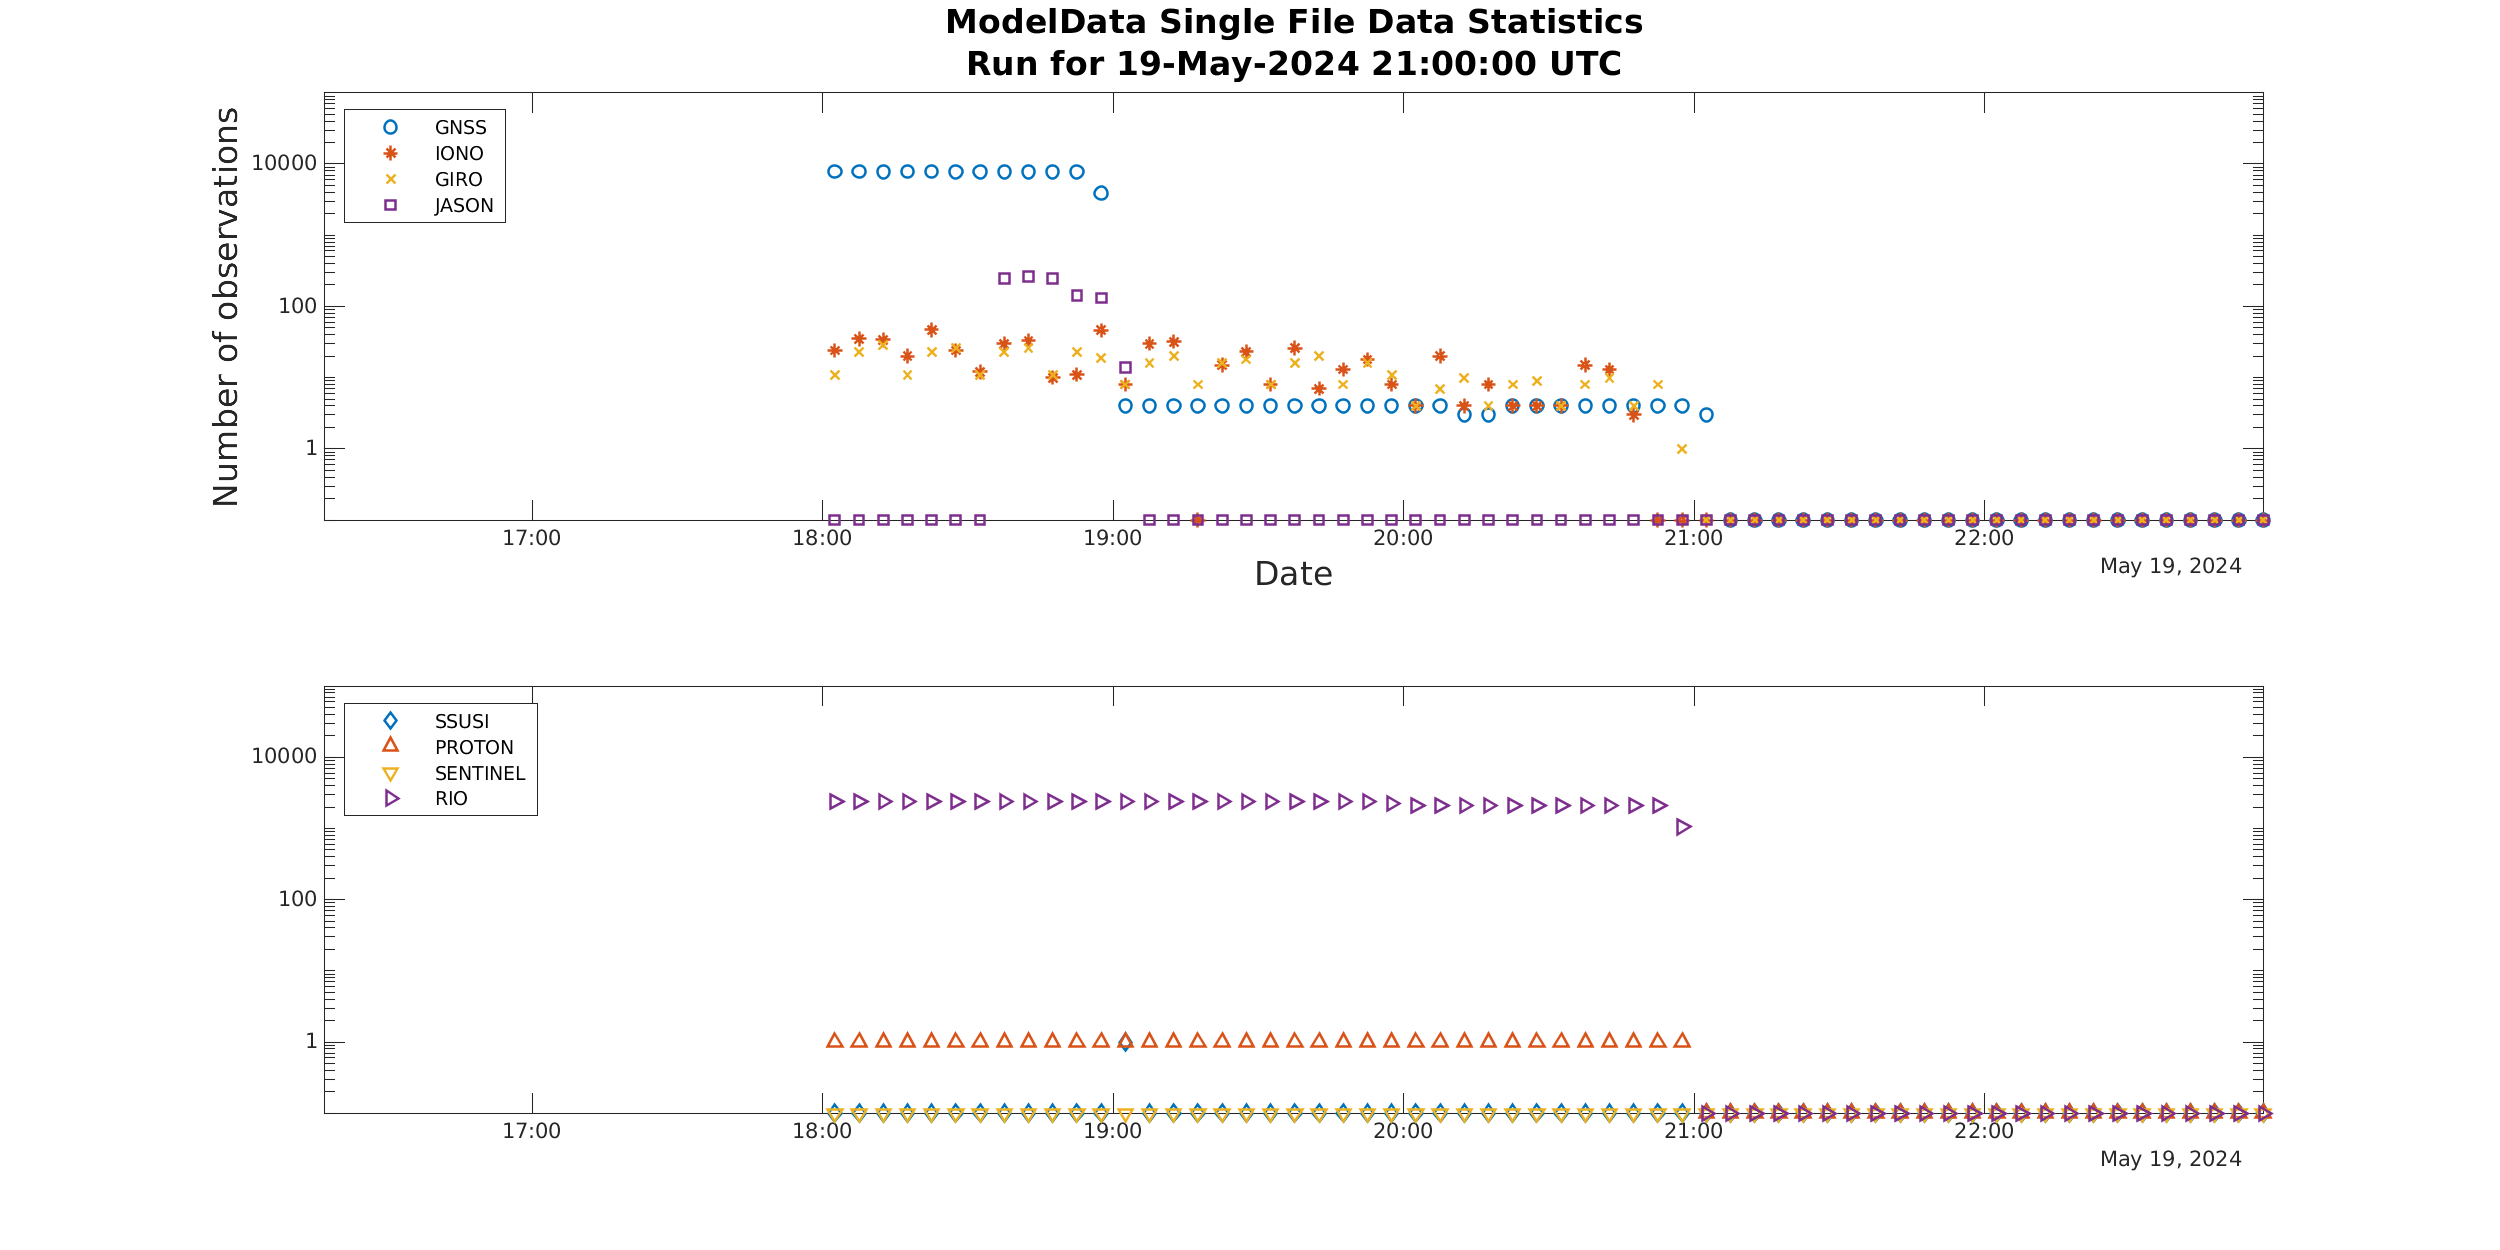 ModelData Single File Data Statistics
Run for 19-May-2024 21:00:00 UTC
Number of observations
10000
100
1
GNSS
IONO
GIRO
JASON
17:00 18:00 19:00 20:00 21:00 22:00
May 19, 2024
Date
10000
100
1
SSUSI
PROTON
SENTINEL
RIO
17:00 18:00 19:00 20:00 21:00 22:00
May 19, 2024